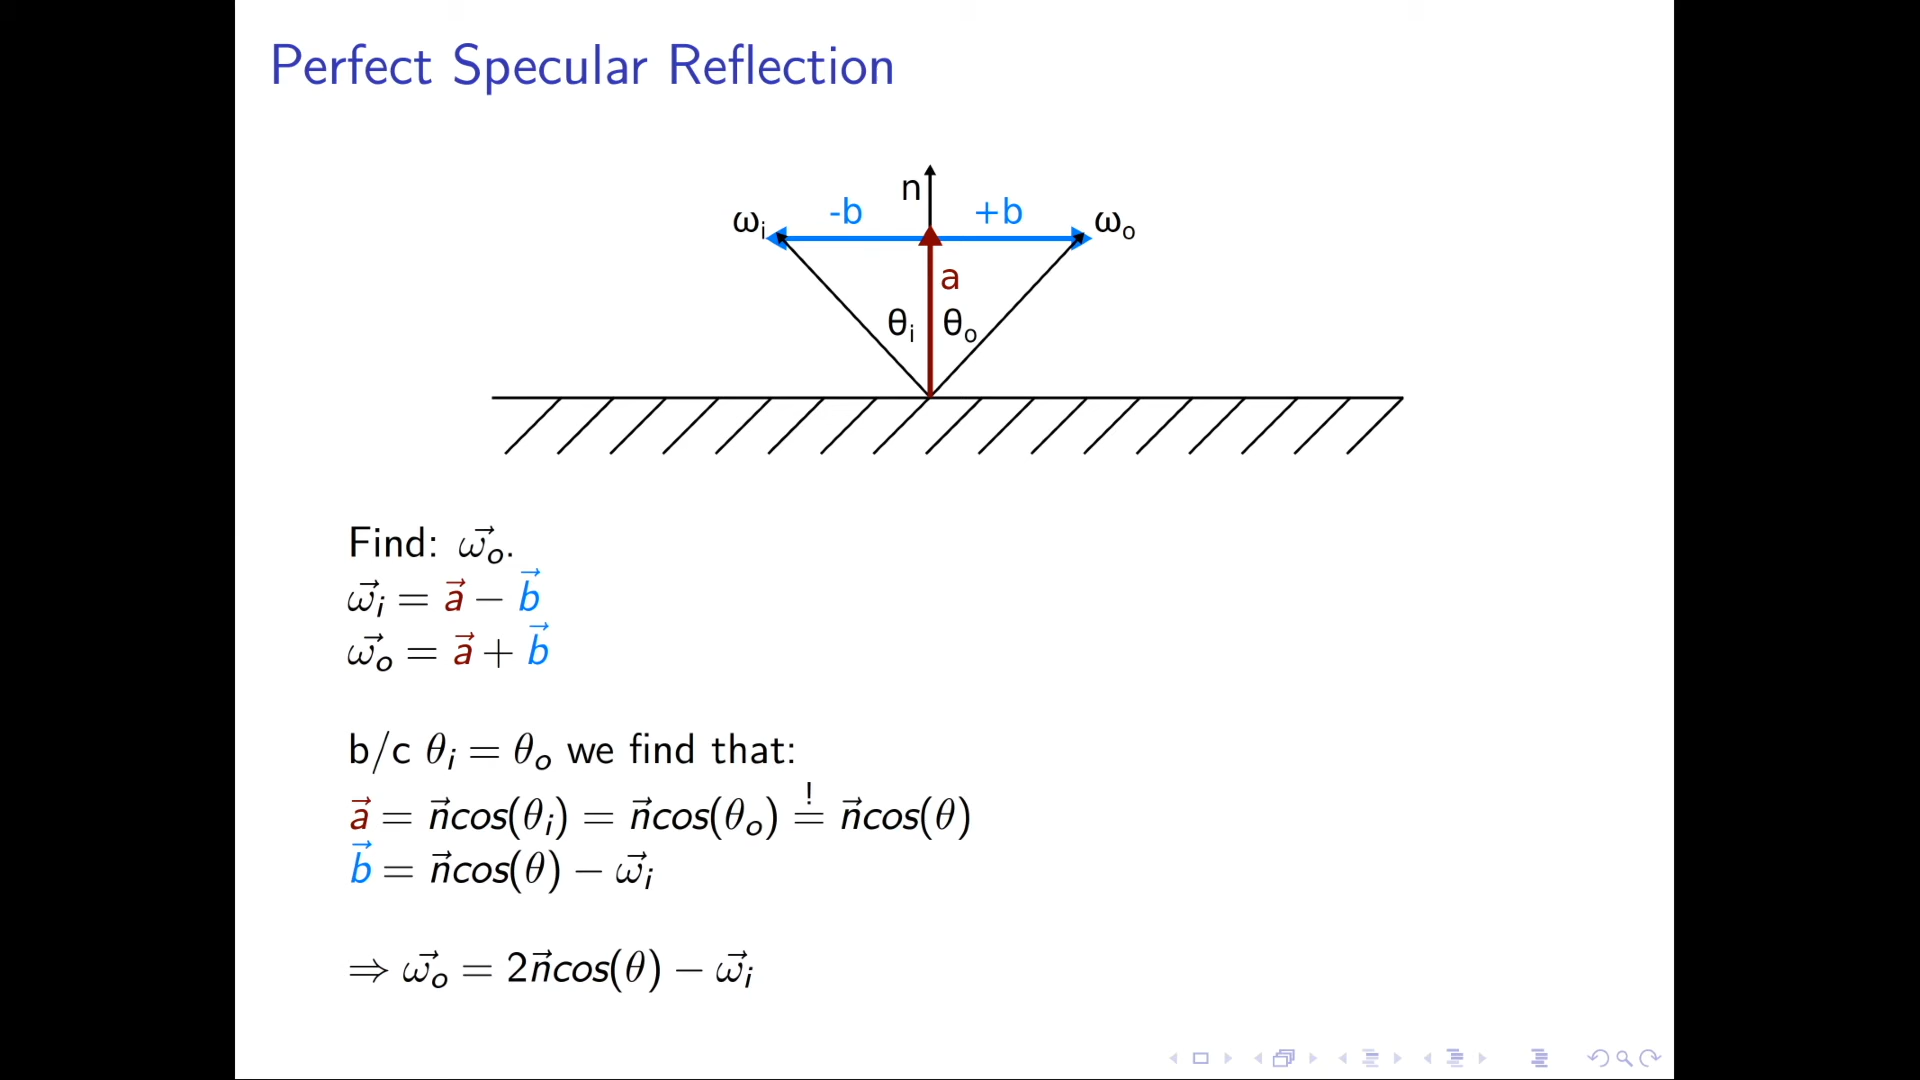 Perfect Specular Reflection
n
ωi -b +b ωo
a
θi θo
Find: ω⃗o.
ω⃗i = a⃗ − b⃗
ω⃗o = a⃗ + b⃗
b/c θi = θo we find that:
a⃗ = n⃗cos(θi) = n⃗cos(θo) =! n⃗cos(θ)
b⃗ = n⃗cos(θ) − ω⃗i
⇒ ω⃗o = 2n⃗cos(θ) − ω⃗i